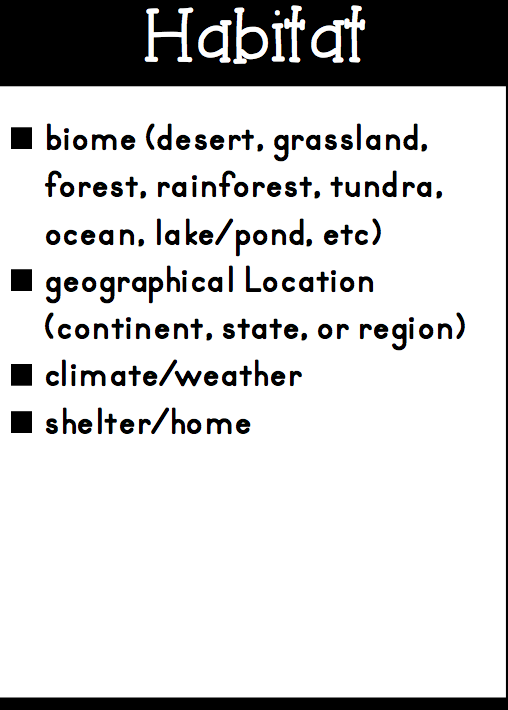 Habitat
■ biome (desert, grassland,
forest, rainforest, tundra,
ocean, lake/pond, etc)
■ geographical Location
(continent, state, or region)
■ climate/weather
■ shelter/home